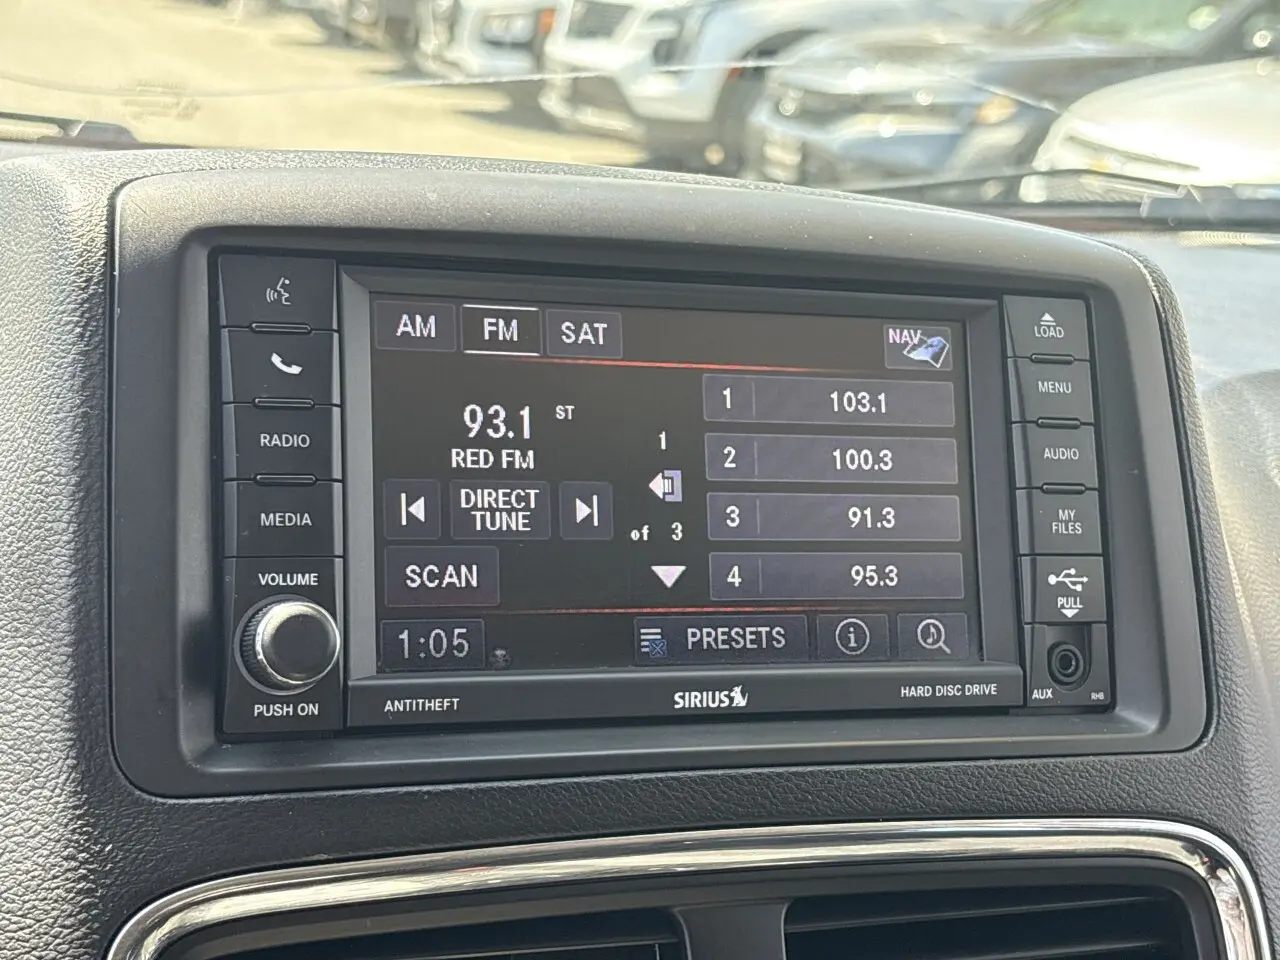 AM
FM
SAT
NAV
93.1 ST
RED FM
DIRECT
TUNE
SCAN
1
of 3
1 103.1
2 100.3
3 91.3
4 95.3
1:05
PRESETS
i
RADIO
MEDIA
VOLUME
PUSH ON
LOAD
MENU
AUDIO
MY
FILES
PULL
AUX
RHB
ANTITHEFT
SIRIUS
HARD DISC DRIVE